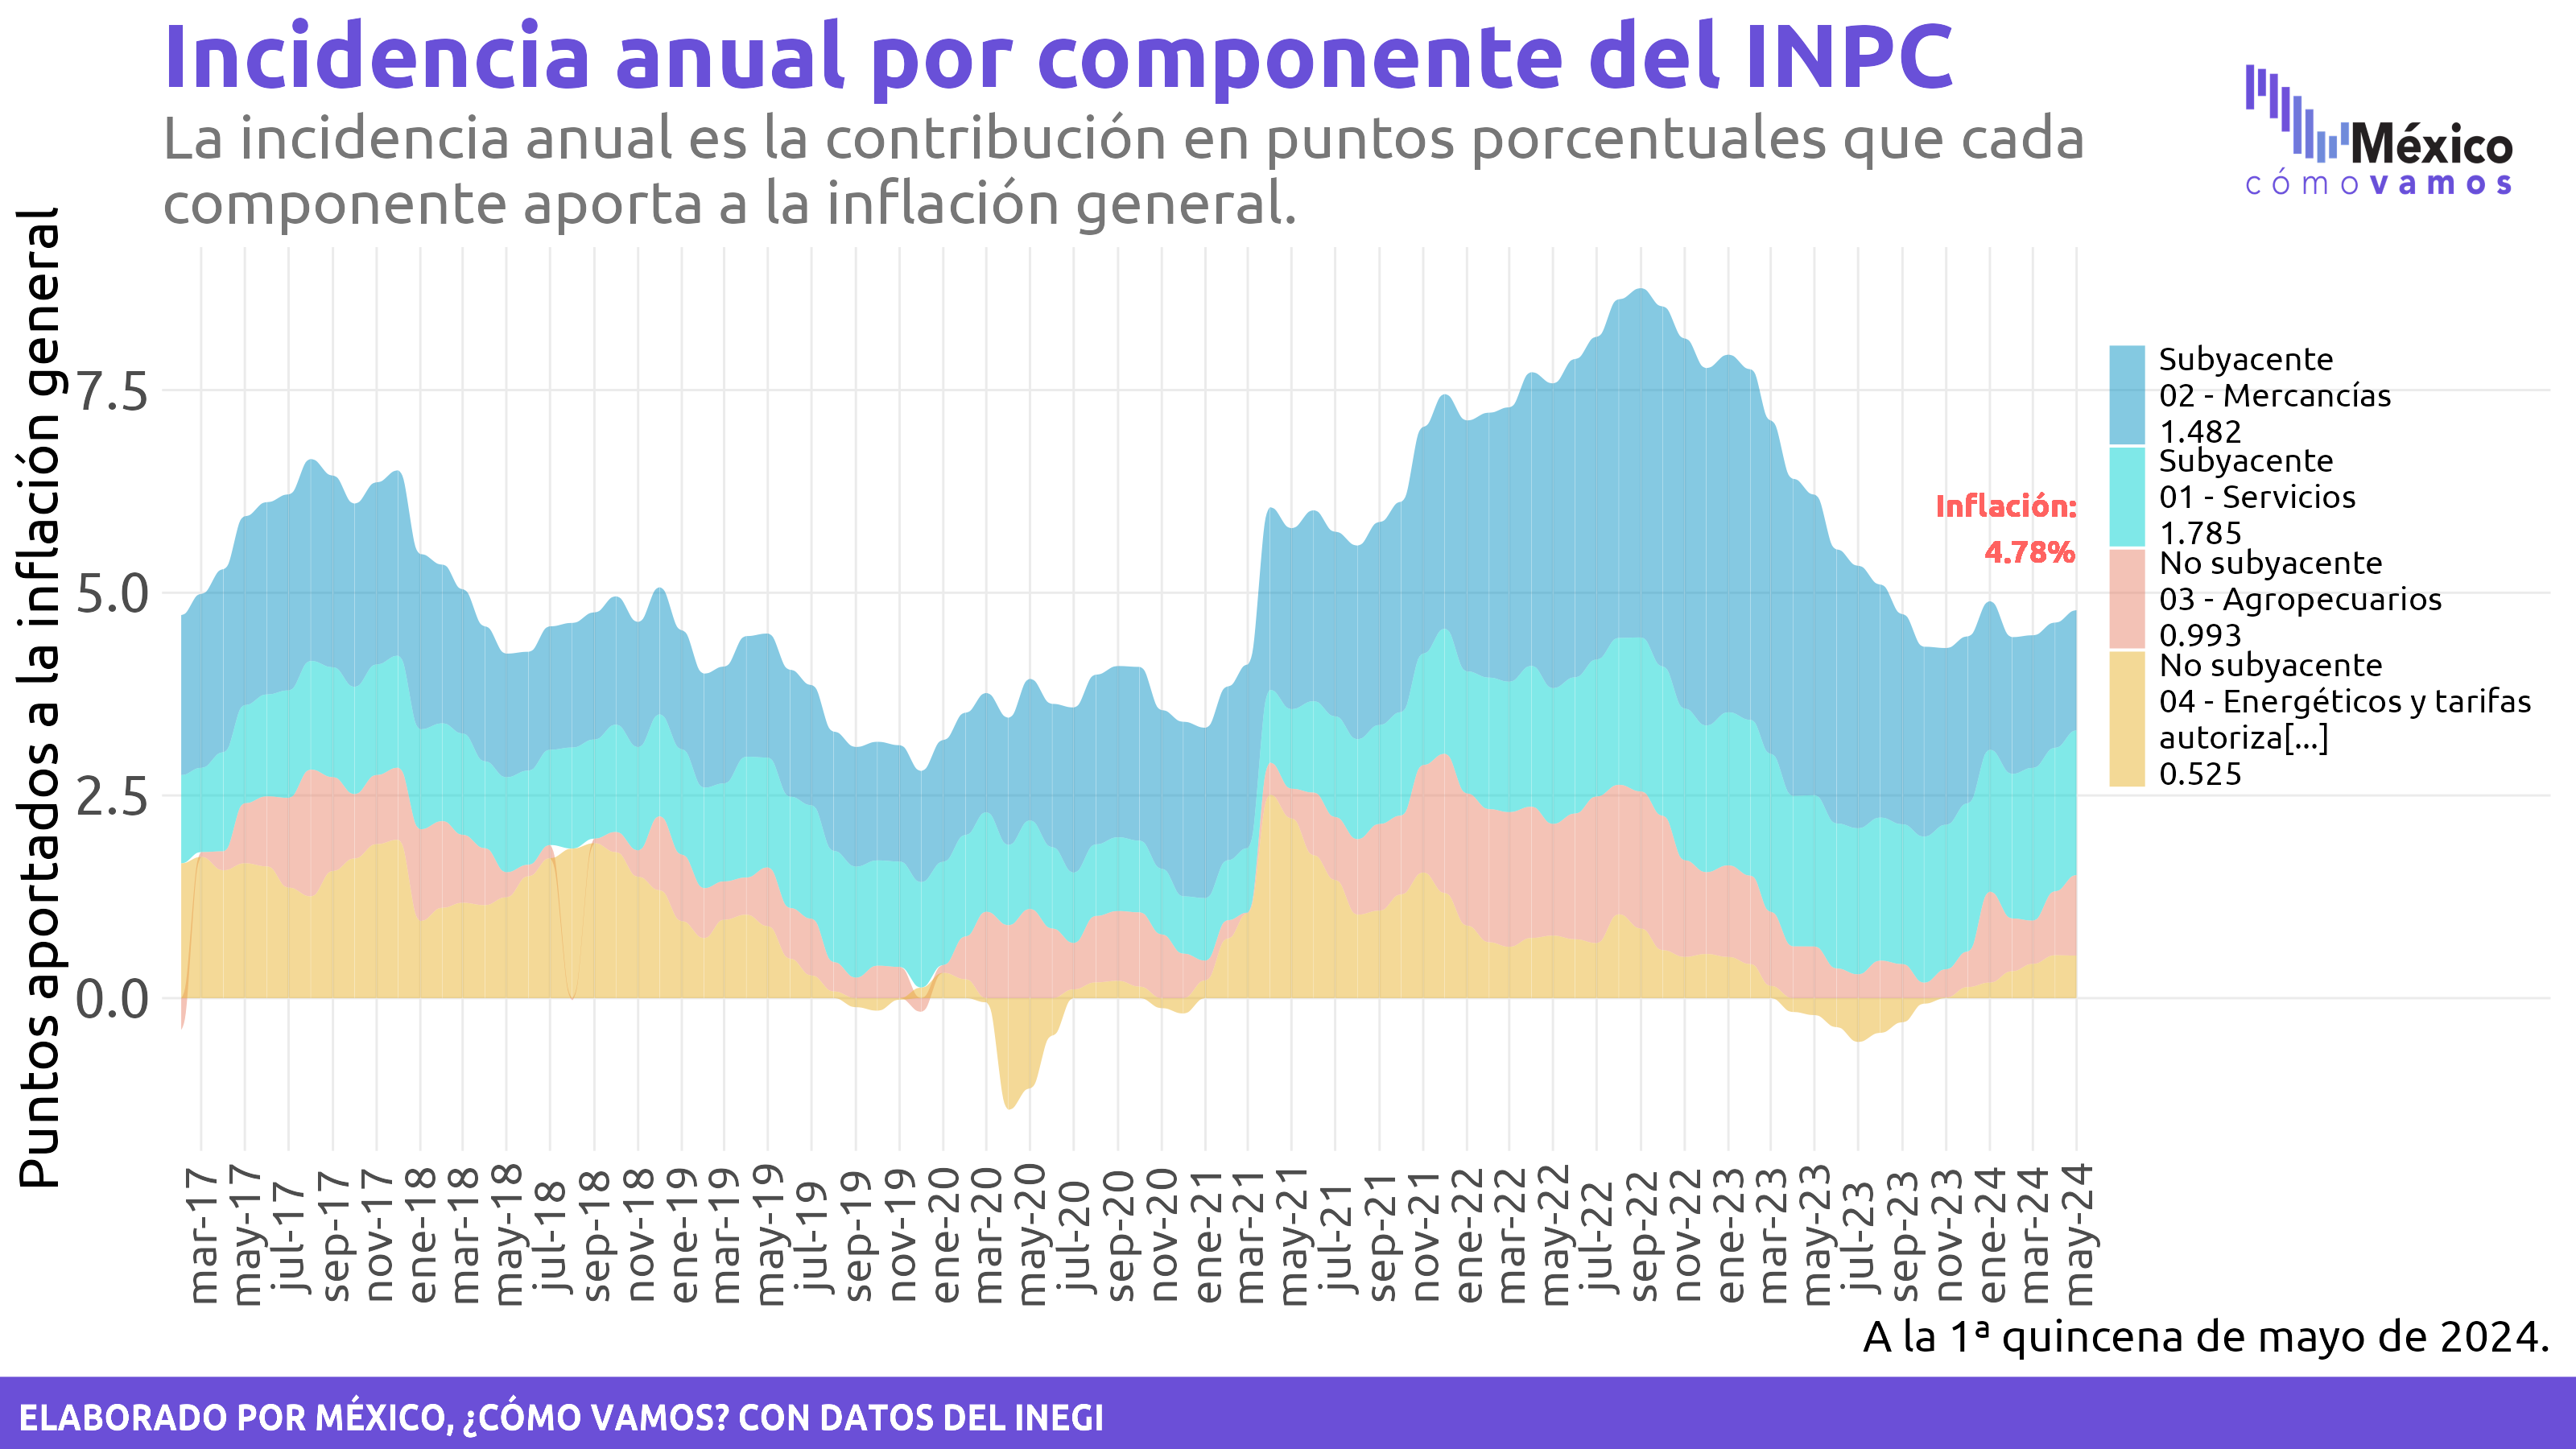 Incidencia anual por componente del INPC
La incidencia anual es la contribución en puntos porcentuales que cada
componente aporta a la inflación general.
México
cómovamos
Puntos aportados a la inflación general
7.5
5.0
2.5
0.0
Inflación:
4.78%
Subyacente
02 - Mercancías
1.482
Subyacente
01 - Servicios
1.785
No subyacente
03 - Agropecuarios
0.993
No subyacente
04 - Energéticos y tarifas
autoriza[...]
0.525
mar-17
may-17
jul-17
sep-17
nov-17
ene-18
mar-18
may-18
jul-18
sep-18
nov-18
ene-19
mar-19
may-19
jul-19
sep-19
nov-19
ene-20
mar-20
may-20
jul-20
sep-20
nov-20
ene-21
mar-21
may-21
jul-21
sep-21
nov-21
ene-22
mar-22
may-22
jul-22
sep-22
nov-22
ene-23
mar-23
may-23
jul-23
sep-23
nov-23
ene-24
mar-24
may-24
A la 1ª quincena de mayo de 2024.
ELABORADO POR MÉXICO, ¿CÓMO VAMOS? CON DATOS DEL INEGI